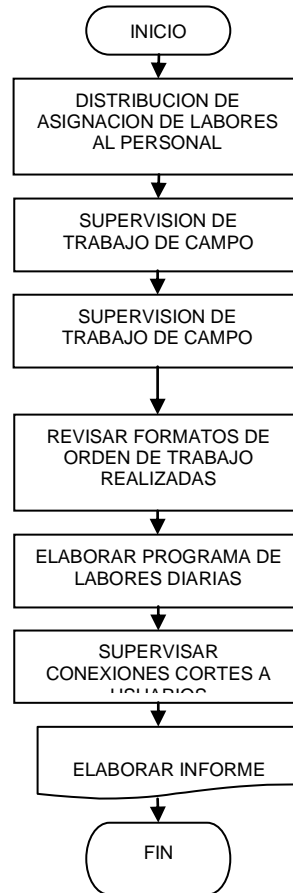 INICIO
DISTRIBUCION DE
ASIGNACION DE LABORES
AL PERSONAL
SUPERVISION DE
TRABAJO DE CAMPO
SUPERVISION DE
TRABAJO DE CAMPO
REVISAR FORMATOS DE
ORDEN DE TRABAJO
REALIZADAS
ELABORAR PROGRAMA DE
LABORES DIARIAS
SUPERVISAR
CONEXIONES CORTES A
USUARIOS
ELABORAR INFORME
FIN